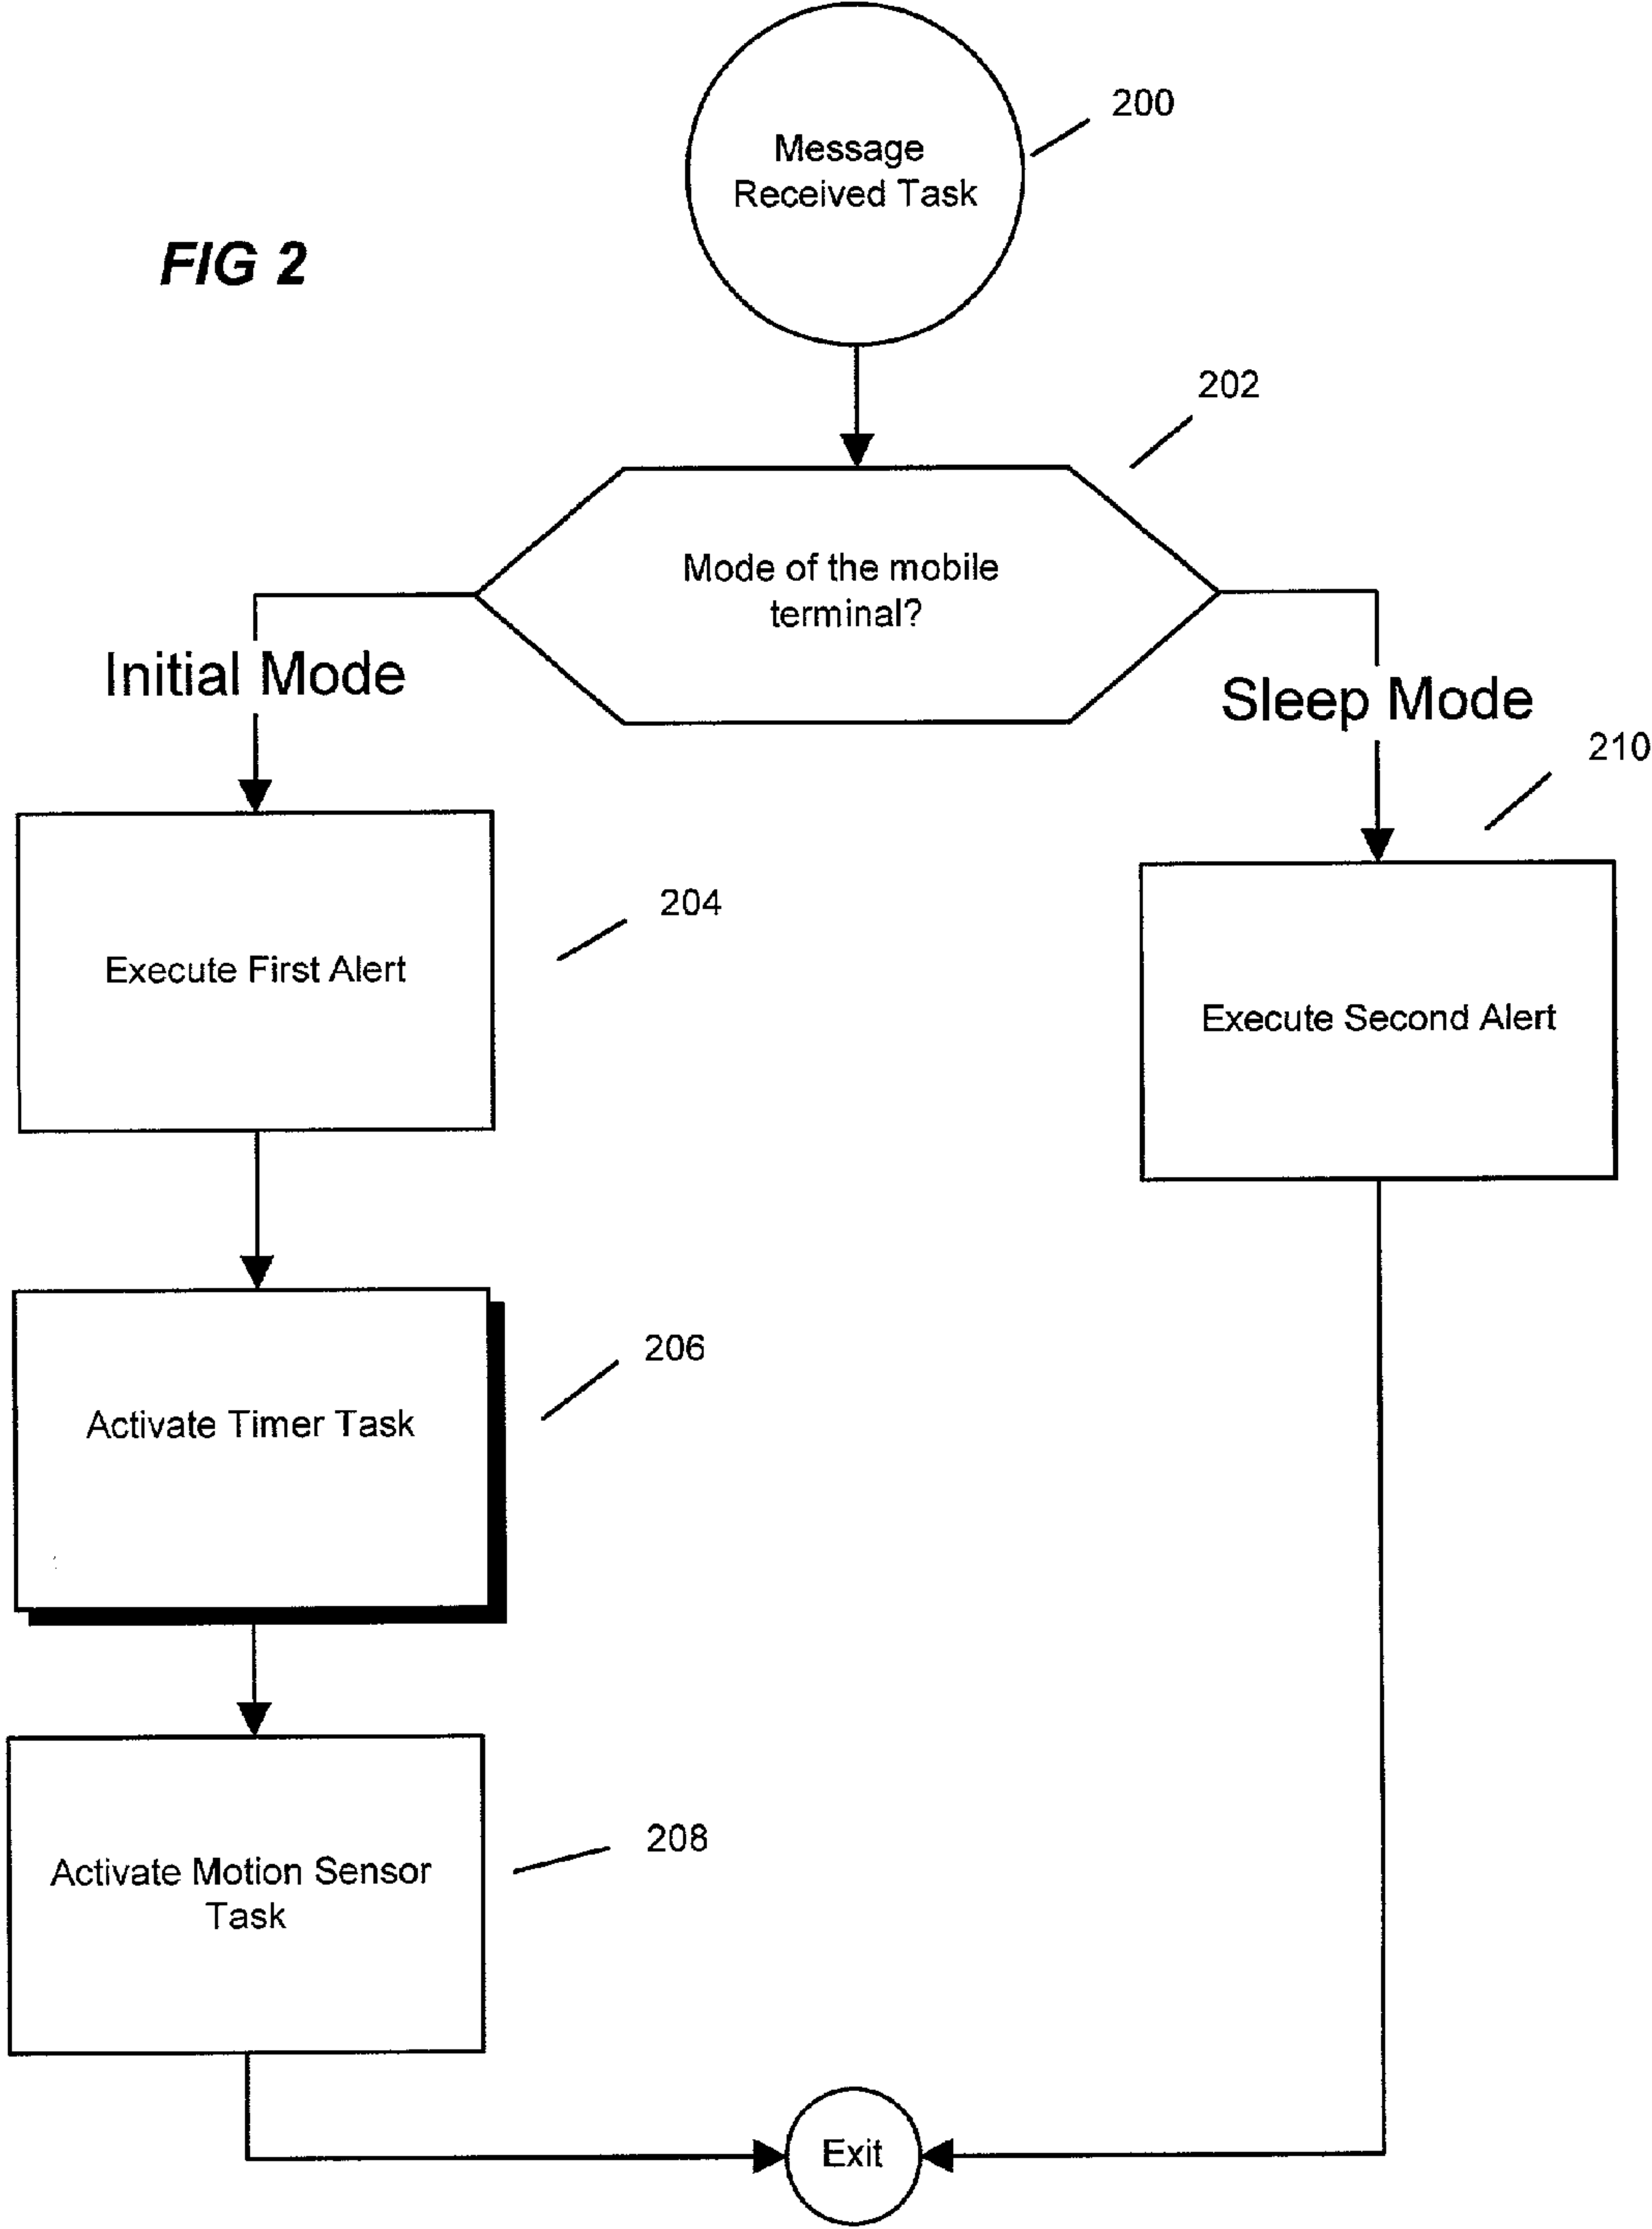 200
Message
Received Task
FIG 2
202
Mode of the mobile
terminal?
Initial Mode
Sleep Mode
210
204
Execute First Alert
Execute Second Alert
206
Activate Timer Task
208
Activate Motion Sensor
Task
Exit